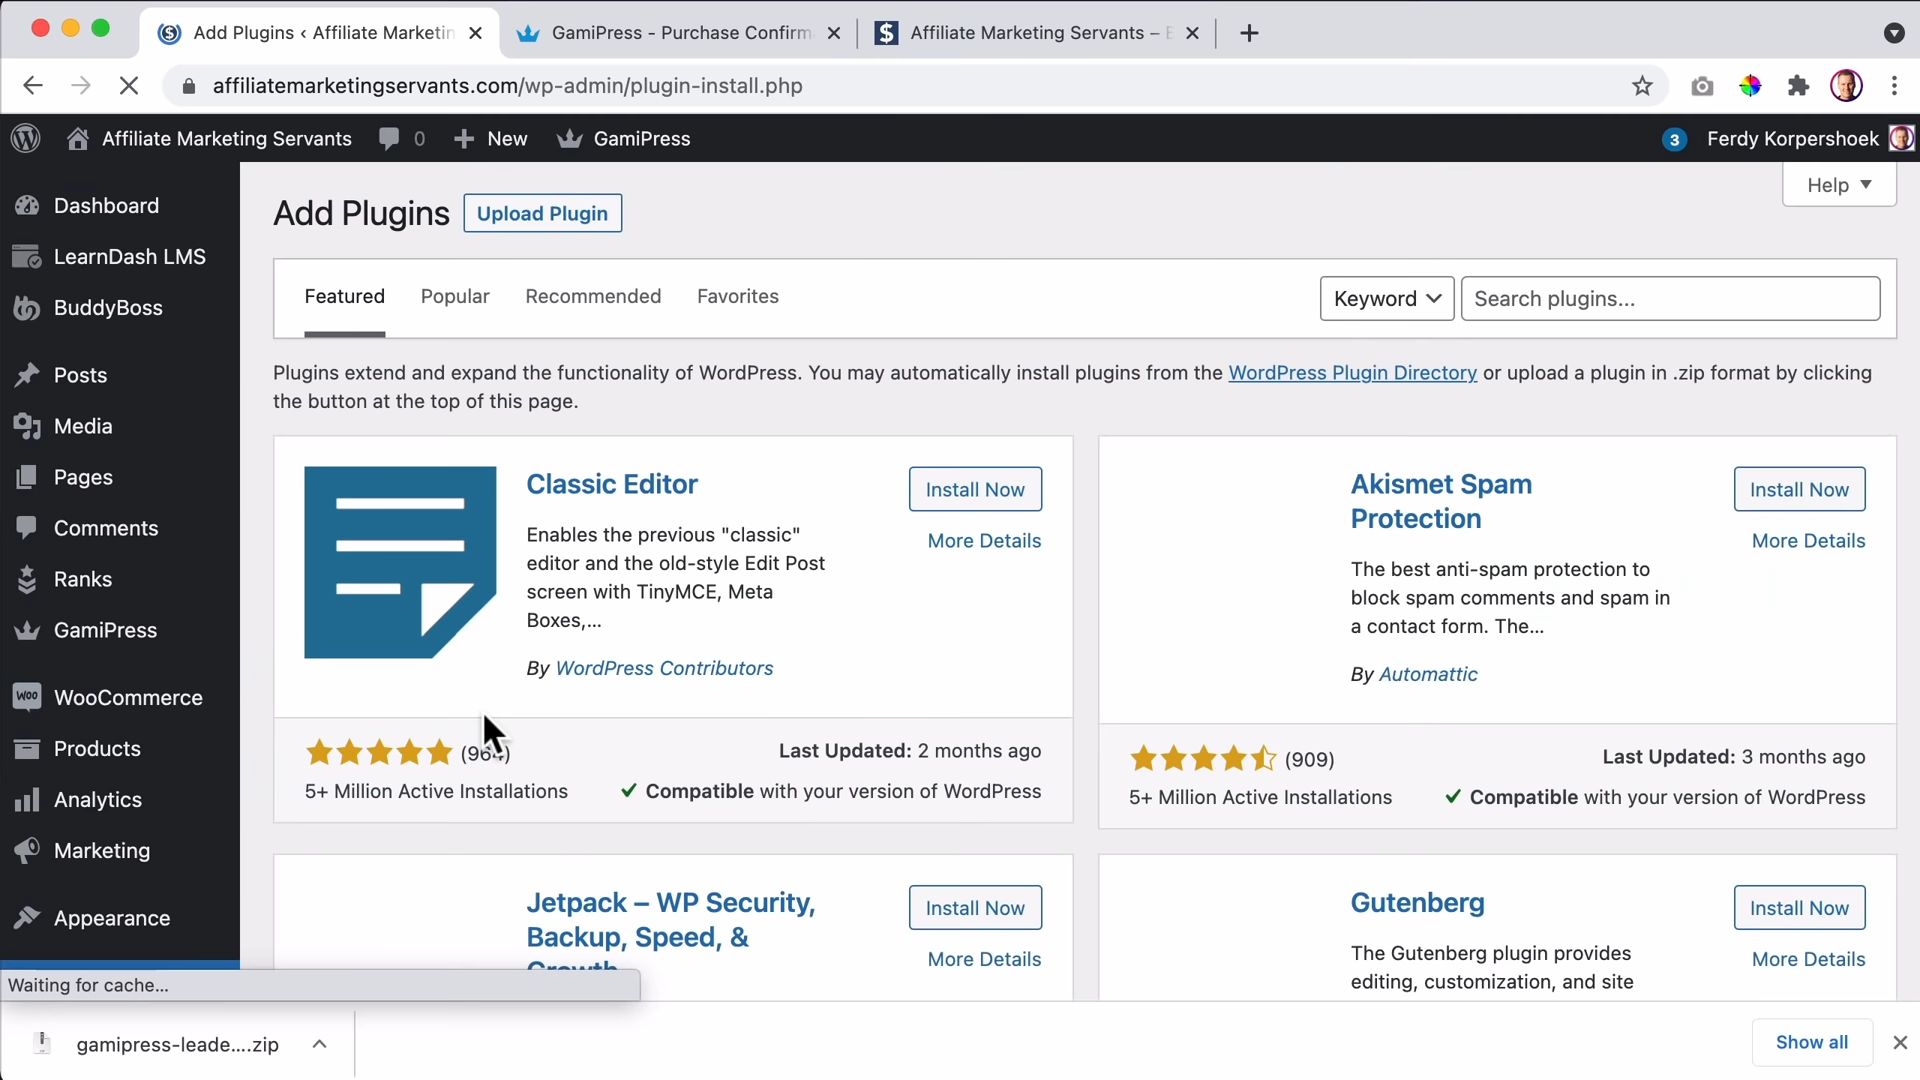 Add Plugins ‹ Affiliate Marketin
GamiPress - Purchase Confirm
Affiliate Marketing Servants –
affiliatemarketingservants.com/wp-admin/plugin-install.php
Affiliate Marketing Servants
0
New
GamiPress
3
Ferdy Korpershoek
Dashboard
LearnDash LMS
BuddyBoss
Posts
Media
Pages
Comments
Ranks
GamiPress
WooCommerce
Products
Analytics
Marketing
Appearance
Help
Add Plugins
Upload Plugin
Featured
Popular
Recommended
Favorites
Keyword
Search plugins...
Plugins extend and expand the functionality of WordPress. You may automatically install plugins from the WordPress Plugin Directory or upload a plugin in .zip format by clicking
the button at the top of this page.
Classic Editor
Install Now
More Details
Enables the previous "classic"
editor and the old-style Edit Post
screen with TinyMCE, Meta
Boxes,...
By WordPress Contributors
(964)
Last Updated: 2 months ago
5+ Million Active Installations
Compatible with your version of WordPress
Akismet Spam
Protection
Install Now
More Details
The best anti-spam protection to
block spam comments and spam in
a contact form. The...
By Automattic
(909)
Last Updated: 3 months ago
5+ Million Active Installations
Compatible with your version of WordPress
Jetpack – WP Security,
Backup, Speed, &
Growth
Install Now
More Details
Gutenberg
Install Now
More Details
The Gutenberg plugin provides
editing, customization, and site
Waiting for cache...
gamipress-leade....zip
Show all